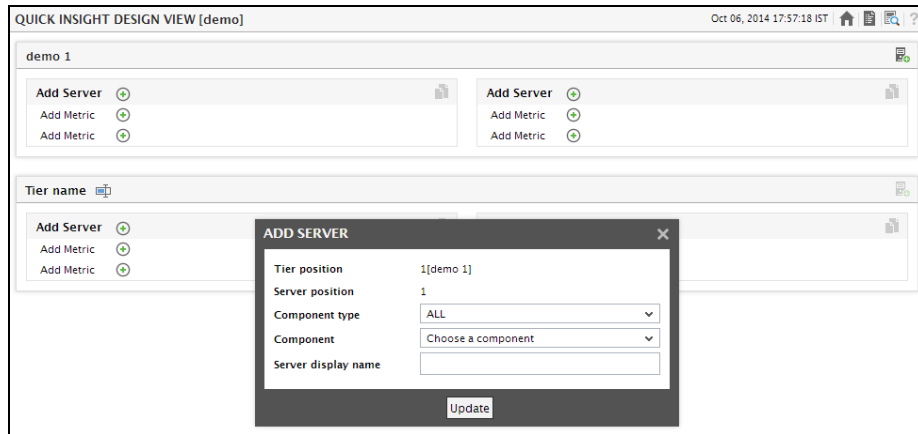 QUICK INSIGHT DESIGN VIEW [demo] Oct 06, 2014 17:57:18 IST ?
demo 1
Add Server Add Server
Add Metric Add Metric
Add Metric Add Metric
Tier name
Add Server
Add Metric
Add Metric
ADD SERVER
Tier position 1[demo 1]
Server position 1
Component type ALL
Component Choose a component
Server display name
Update